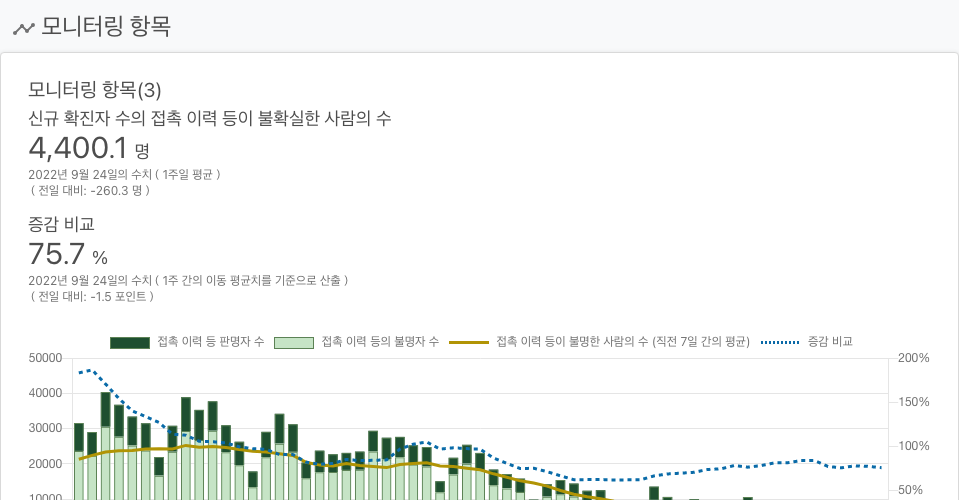 모니터링 항목
모니터링 항목(3)
신규 확진자 수의 접촉 이력 등이 불확실한 사람의 수
4,400.1 명
2022년 9월 24일의 수치 ( 1주일 평균 )
( 전일 대비: -260.3 명 )
증감 비교
75.7 %
2022년 9월 24일의 수치 ( 1주 간의 이동 평균치를 기준으로 산출 )
( 전일 대비: -1.5 포인트 )
접촉 이력 등 판명자 수 접촉 이력 등의 불명자 수 접촉 이력 등이 불명한 사람의 수 (직전 7일 간의 평균) 증감 비교
50000 200%
40000 150%
30000 100%
20000 50%
10000